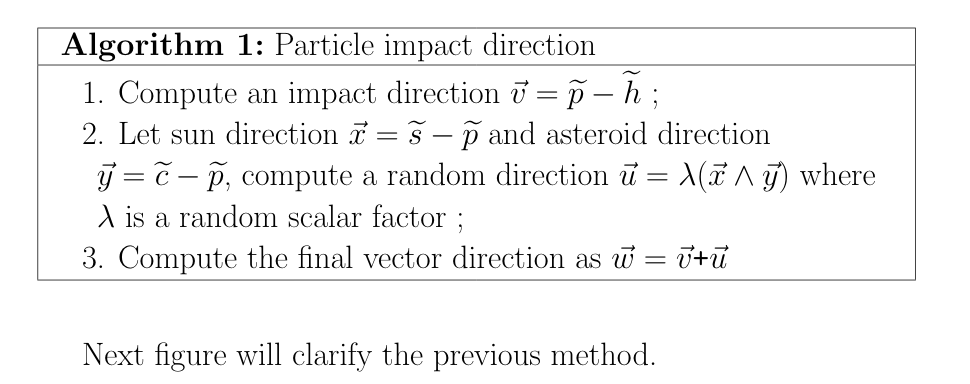 Algorithm 1: Particle impact direction
1. Compute an impact direction $\vec{v} = \widetilde{p} - \widetilde{h}$ ;
2. Let sun direction $\vec{x} = \widetilde{s} - \widetilde{p}$ and asteroid direction
$\vec{y} = \widetilde{c} - \widetilde{p}$, compute a random direction $\vec{u} = \lambda(\vec{x} \wedge \vec{y})$ where
$\lambda$ is a random scalar factor ;
3. Compute the final vector direction as $\vec{w} = \vec{v}+\vec{u}$
Next figure will clarify the previous method.